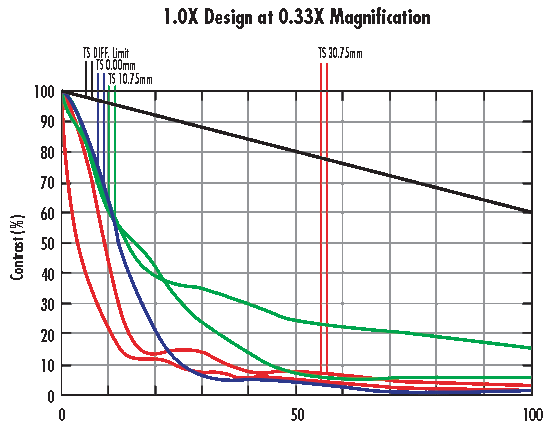 1.0X Design at 0.33X Magnification
TS DIFF. Limit
TS 0.00mm
TS 10.75mm
TS 30.75mm
100
90
80
70
60
50
40
30
20
10
0
Contrast (%)
0
50
100